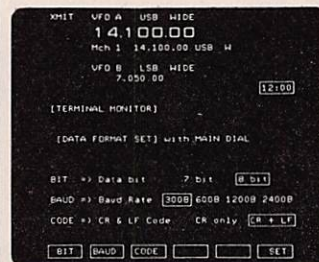 XMIT VFO A USB WIDE
14,100.00
Mch 1 14,100.00 USB W
VFO B LSB WIDE
7,050.00
12:00
[TERMINAL MONITOR]
[DATA FORMAT SET] with MAIN DIAL
BIT => Data bit 7 bit 8 bit
BAUD => Baud Rate 300B 600B 1200B 2400B
CODE => CR & LF Code CR only CR + LF
BIT BAUD CODE SET